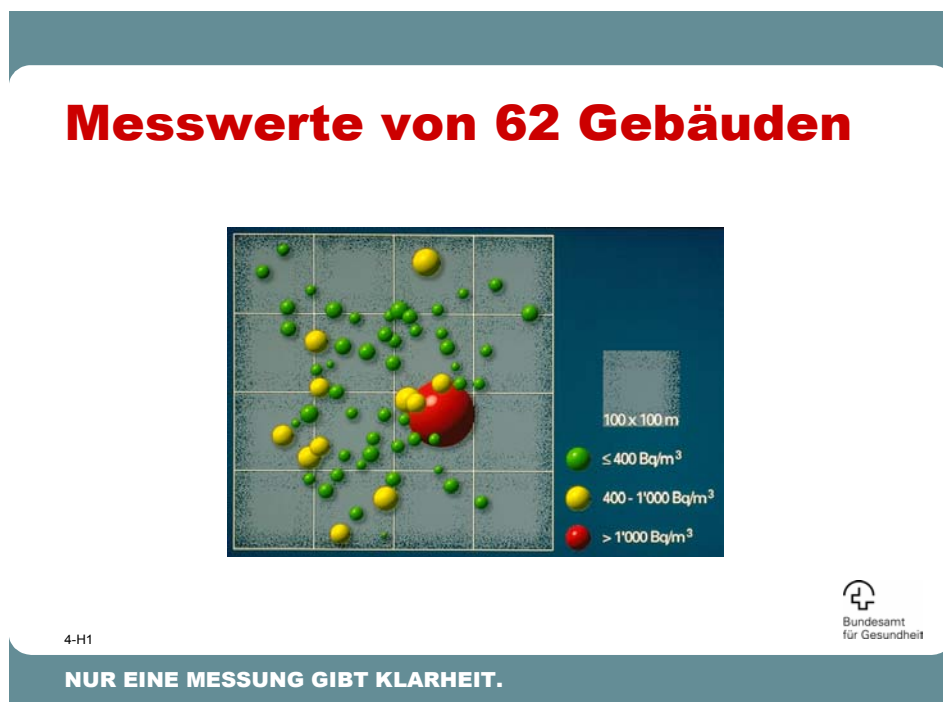 Messwerte von 62 Gebäuden
100 x 100 m
≤ 400 Bq/m³
400 - 1'000 Bq/m³
> 1'000 Bq/m³
Bundesamt
für Gesundheit
4-H1
NUR EINE MESSUNG GIBT KLARHEIT.